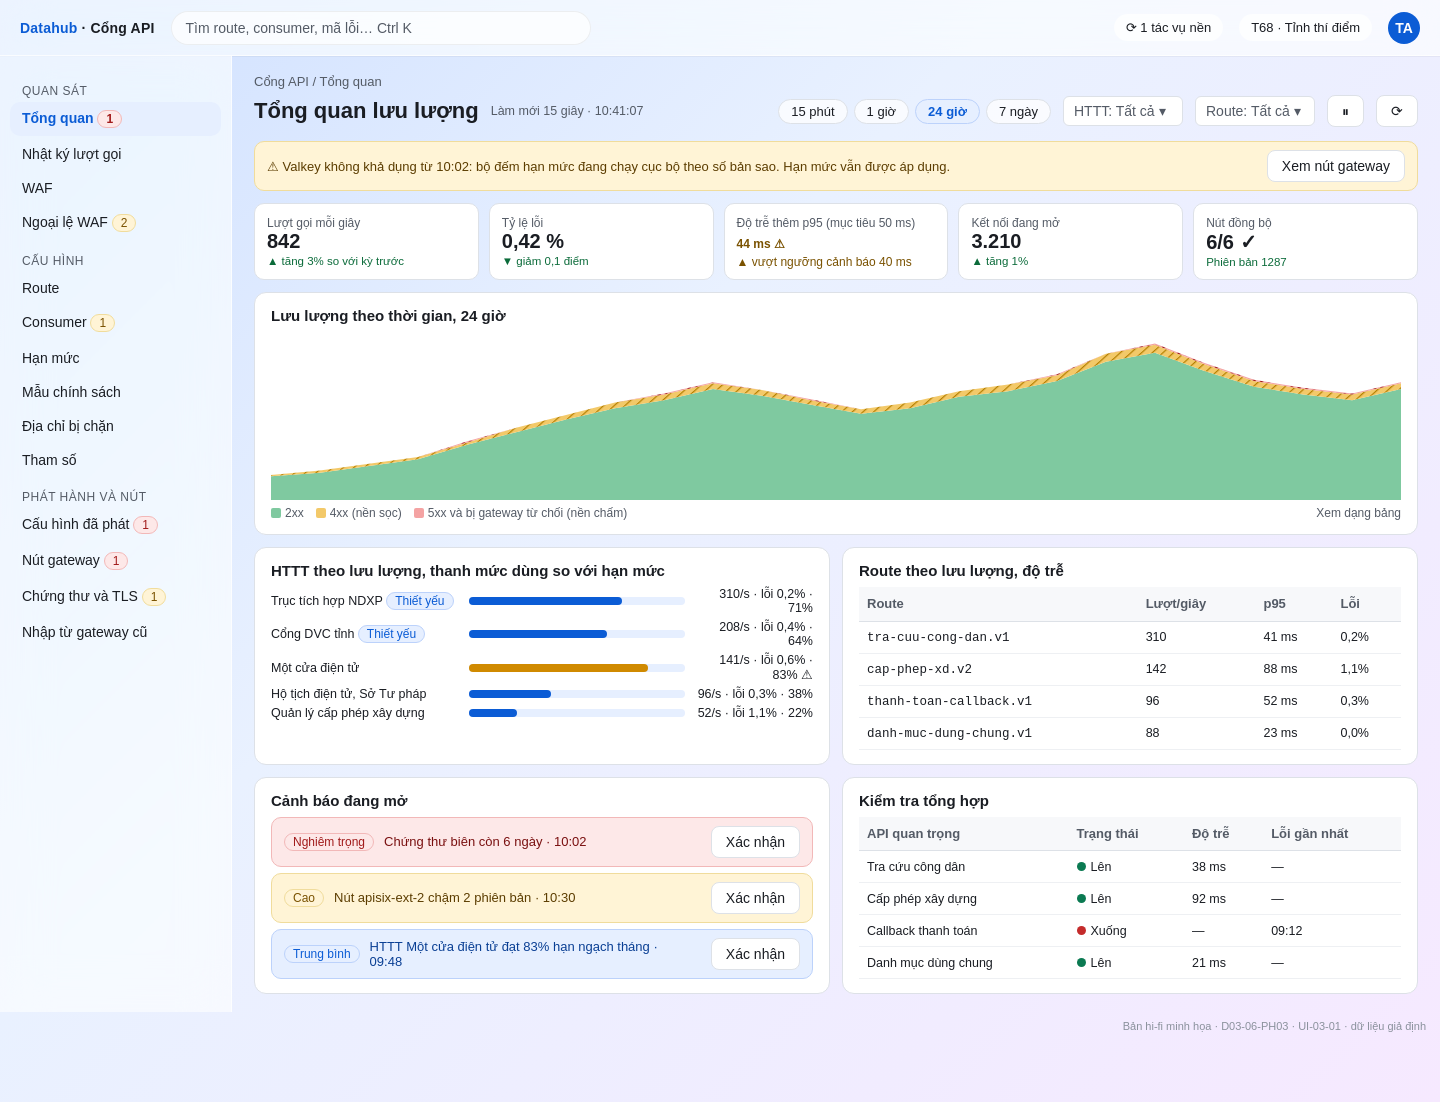 Datahub · Cổng API
Tìm route, consumer, mã lỗi… Ctrl K
⟳ 1 tác vụ nền
T68 · Tỉnh thí điểm
TA
QUAN SÁT
Tổng quan 1
Nhật ký lượt gọi
WAF
Ngoại lệ WAF 2
CẤU HÌNH
Route
Consumer 1
Hạn mức
Mẫu chính sách
Địa chỉ bị chặn
Tham số
PHÁT HÀNH VÀ NÚT
Cấu hình đã phát 1
Nút gateway 1
Chứng thư và TLS 1
Nhập từ gateway cũ
Cổng API / Tổng quan
Tổng quan lưu lượng
Làm mới 15 giây · 10:41:07
15 phút
1 giờ
24 giờ
7 ngày
HTTT: Tất cả ▾
Route: Tất cả ▾
⏸
⟳
⚠ Valkey không khả dụng từ 10:02: bộ đếm hạn mức đang chạy cục bộ theo số bản sao. Hạn mức vẫn được áp dụng.
Xem nút gateway
Lượt gọi mỗi giây
842
▲ tăng 3% so với kỳ trước
Tỷ lệ lỗi
0,42 %
▼ giảm 0,1 điểm
Độ trễ thêm p95 (mục tiêu 50 ms)
44 ms ⚠
▲ vượt ngưỡng cảnh báo 40 ms
Kết nối đang mở
3.210
▲ tăng 1%
Nút đồng bộ
6/6 ✓
Phiên bản 1287
Lưu lượng theo thời gian, 24 giờ
2xx
4xx (nền sọc)
5xx và bị gateway từ chối (nền chấm)
Xem dạng bảng
HTTT theo lưu lượng, thanh mức dùng so với hạn mức
Trục tích hợp NDXP Thiết yếu
310/s · lỗi 0,2% ·
71%
Cổng DVC tỉnh Thiết yếu
208/s · lỗi 0,4% ·
64%
Một cửa điện tử
141/s · lỗi 0,6% ·
83% ⚠
Hộ tịch điện tử, Sở Tư pháp
96/s · lỗi 0,3% · 38%
Quản lý cấp phép xây dựng
52/s · lỗi 1,1% · 22%
Route theo lưu lượng, độ trễ
Route Lượt/giây p95 Lỗi
tra-cuu-cong-dan.v1 310 41 ms 0,2%
cap-phep-xd.v2 142 88 ms 1,1%
thanh-toan-callback.v1 96 52 ms 0,3%
danh-muc-dung-chung.v1 88 23 ms 0,0%
Cảnh báo đang mở
Nghiêm trọng Chứng thư biên còn 6 ngày · 10:02 Xác nhận
Cao Nút apisix-ext-2 chậm 2 phiên bản · 10:30 Xác nhận
Trung bình HTTT Một cửa điện tử đạt 83% hạn ngạch tháng ·
09:48
Xác nhận
Kiểm tra tổng hợp
API quan trọng Trạng thái Độ trễ Lỗi gần nhất
Tra cứu công dân Lên 38 ms —
Cấp phép xây dựng Lên 92 ms —
Callback thanh toán Xuống — 09:12
Danh mục dùng chung Lên 21 ms —
Bản hi-fi minh họa · D03-06-PH03 · UI-03-01 · dữ liệu giả định